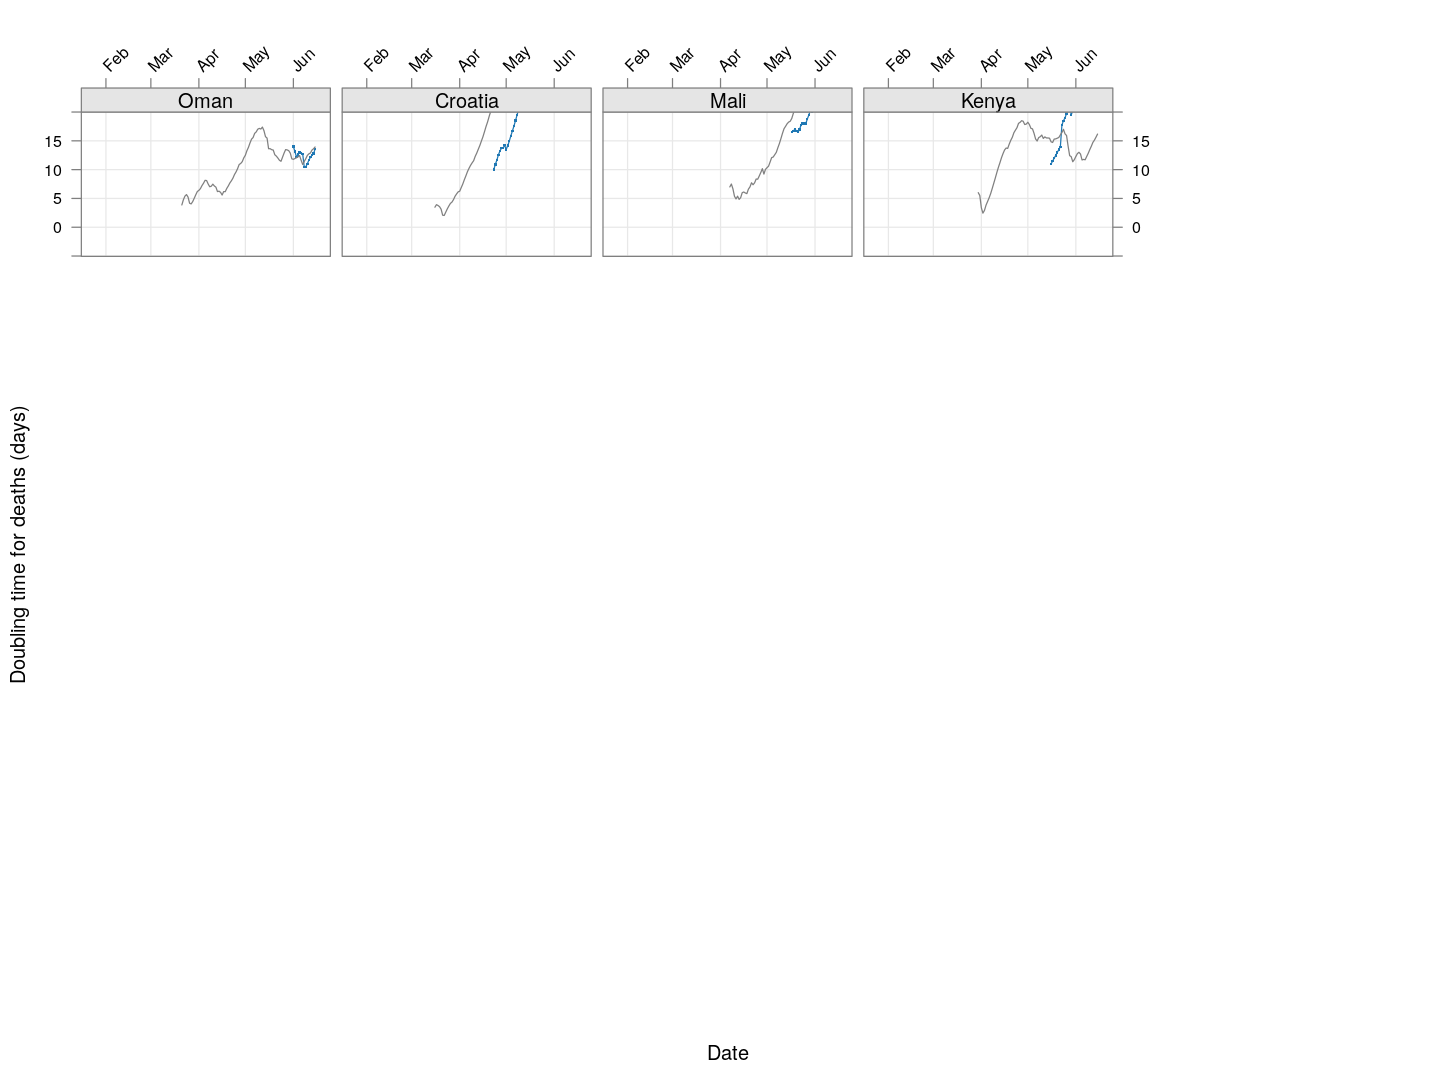 Feb Mar Apr May Jun Feb Mar Apr May Jun Feb Mar Apr May Jun Feb Mar Apr May Jun
Oman Croatia Mali Kenya
15 15
10 10
5 5
0 0
Doubling time for deaths (days)
Date